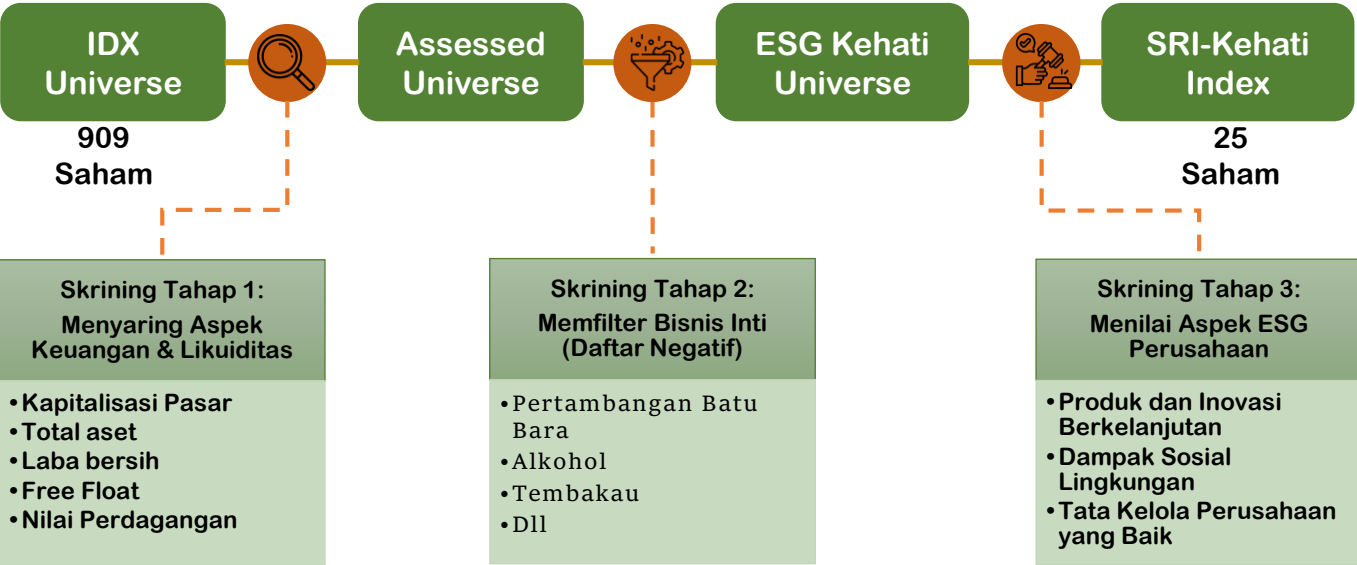 IDX
Universe
Assessed
Universe
ESG Kehati
Universe
SRI-Kehati
Index
909
Saham
25
Saham
Skrining Tahap 1:
Menyaring Aspek
Keuangan & Likuiditas
•Kapitalisasi Pasar
•Total aset
•Laba bersih
•Free Float
•Nilai Perdagangan
Skrining Tahap 2:
Memfilter Bisnis Inti
(Daftar Negatif)
•Pertambangan Batu
Bara
•Alkohol
•Tembakau
•Dll
Skrining Tahap 3:
Menilai Aspek ESG
Perusahaan
•Produk dan Inovasi
Berkelanjutan
•Dampak Sosial
Lingkungan
•Tata Kelola Perusahaan
yang Baik